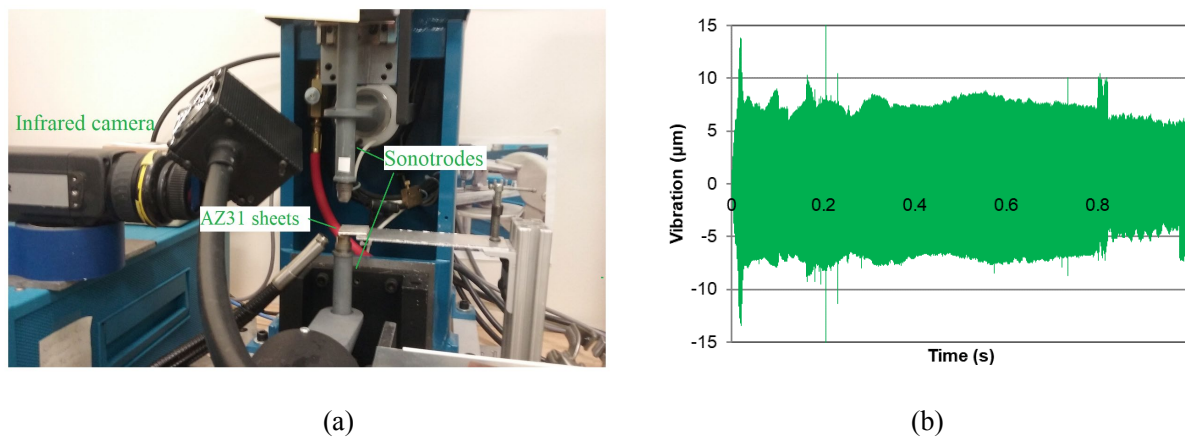 Infrared camera
Sonotrodes
AZ31 sheets
15
10
5
0
-5
-10
-15
0 0.2 0.4 0.6 0.8
Vibration (µm)
Time (s)
(a) (b)